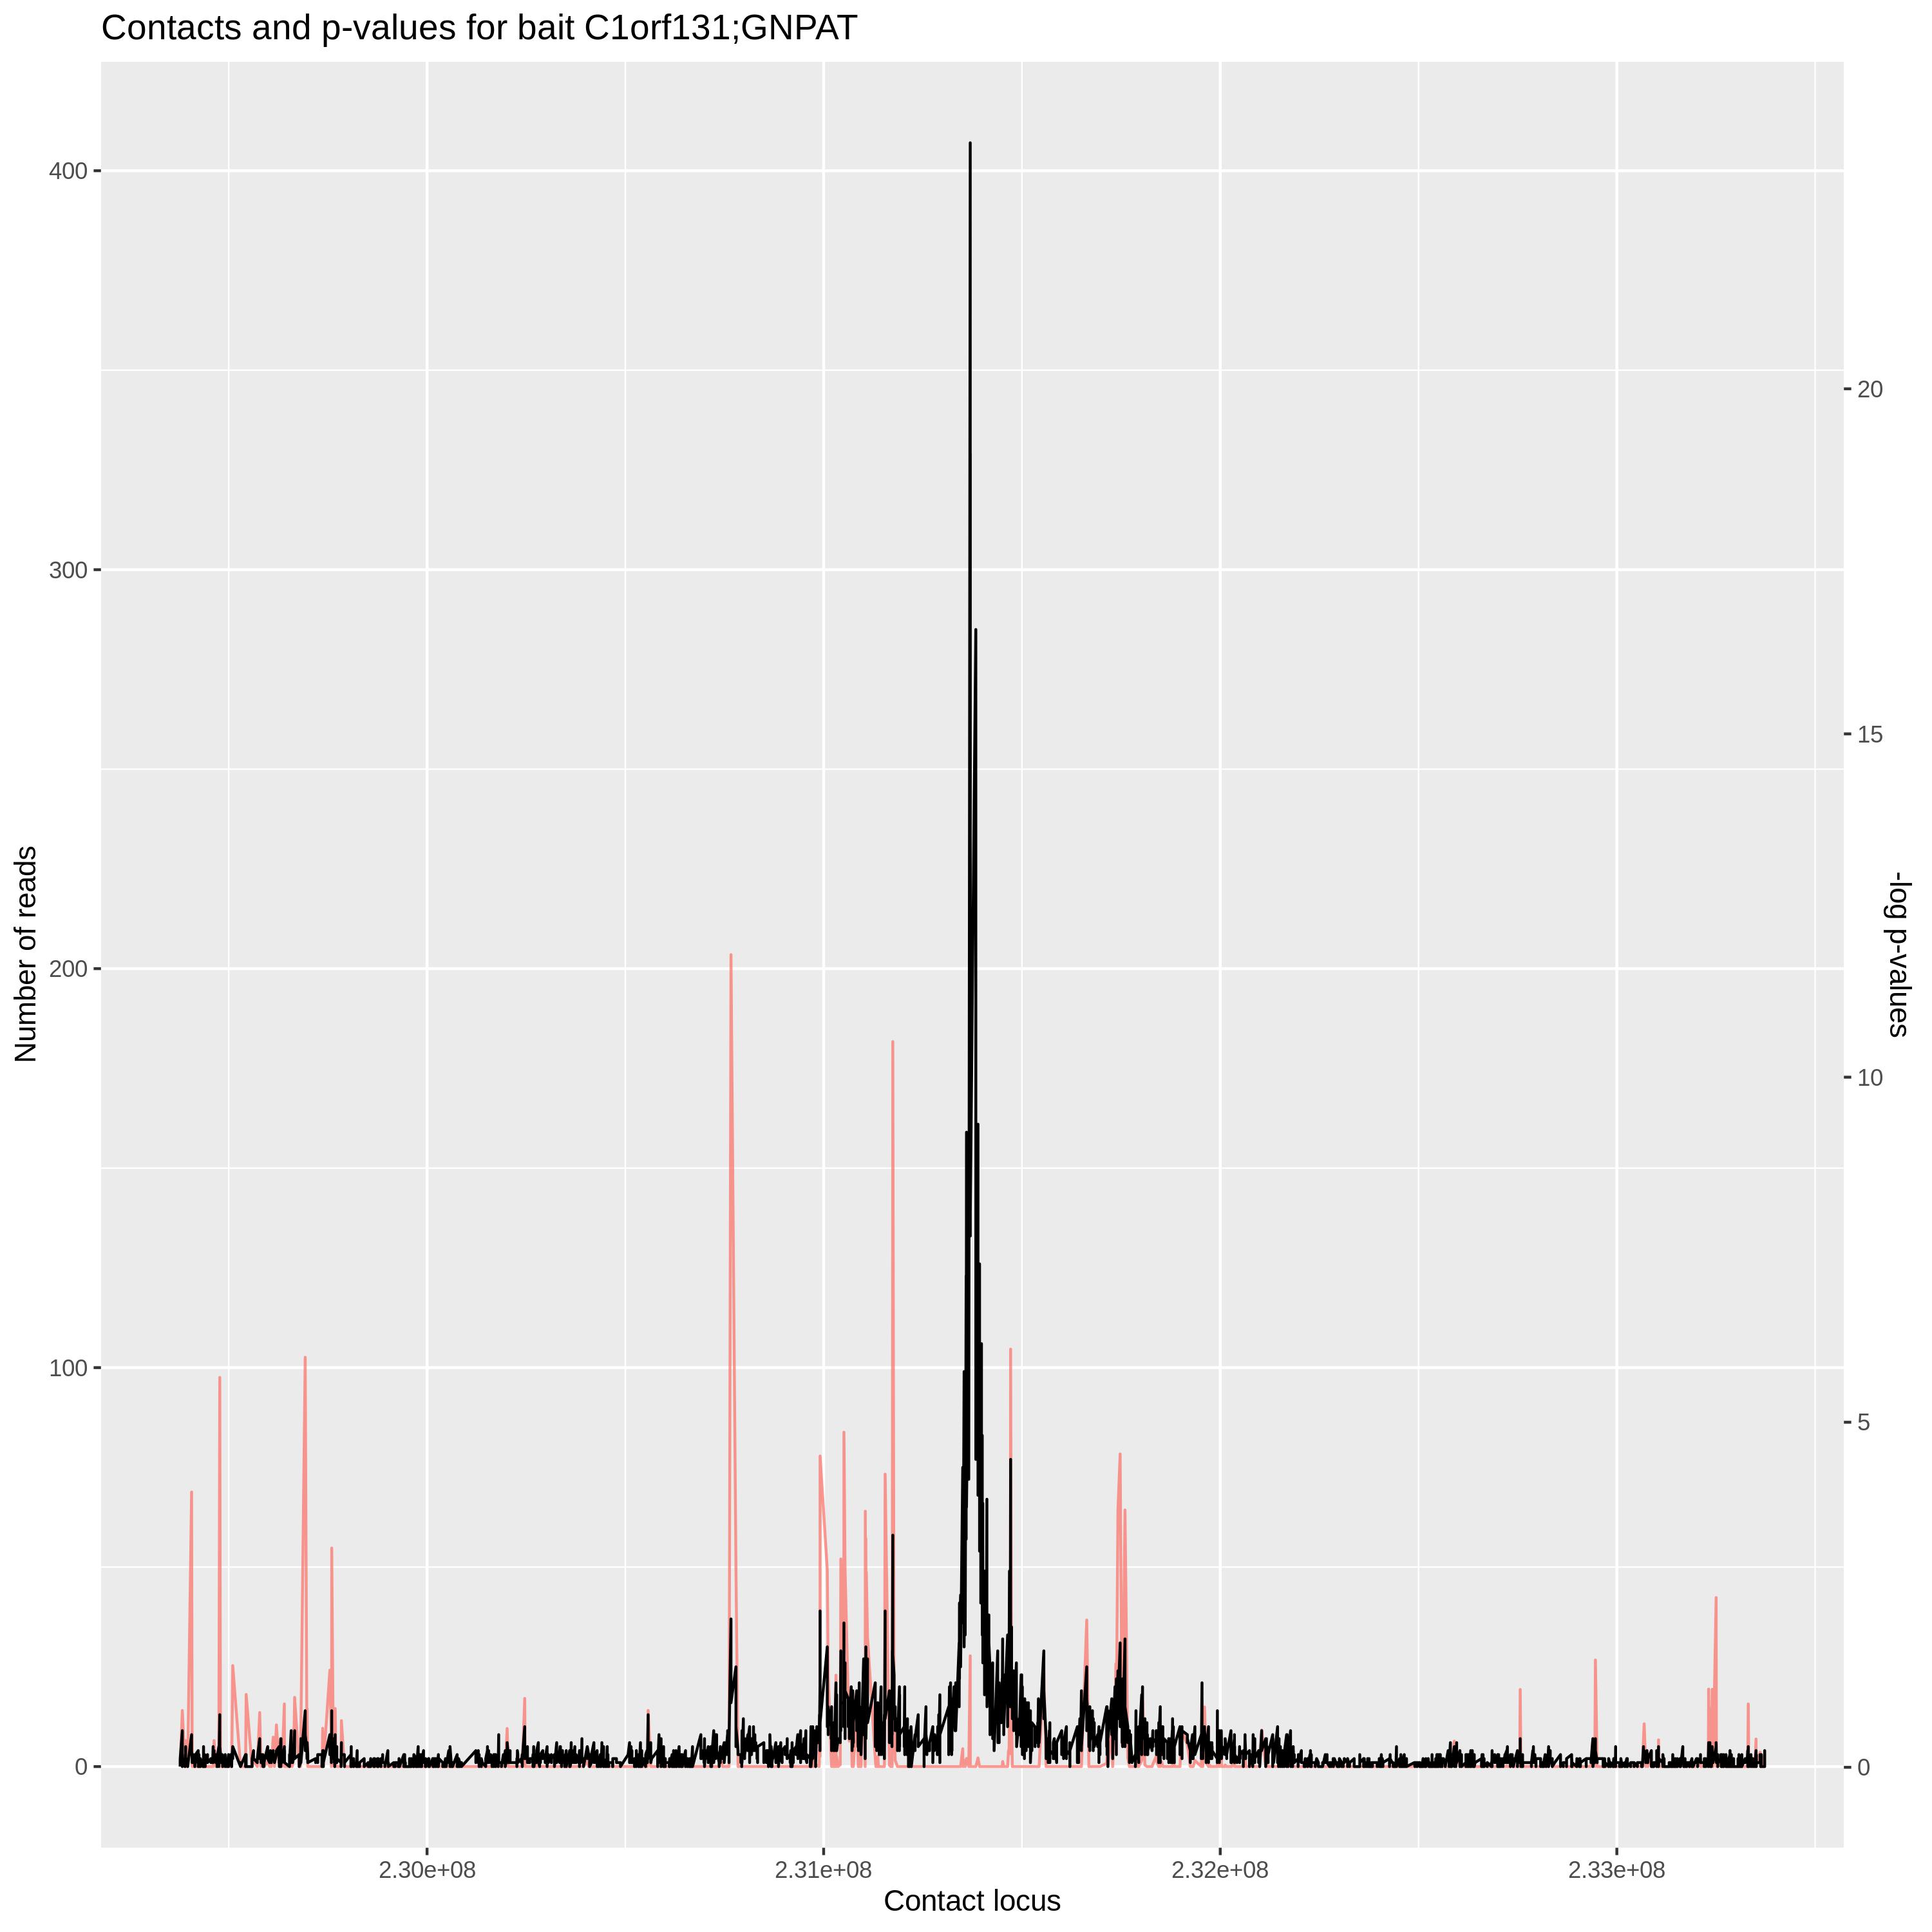 Contacts and p-values for bait C1orf131;GNPAT
400
300
200
100
0
Number of reads
20
15
10
5
0
-log p-values
2.30e+08 2.31e+08 2.32e+08 2.33e+08
Contact locus